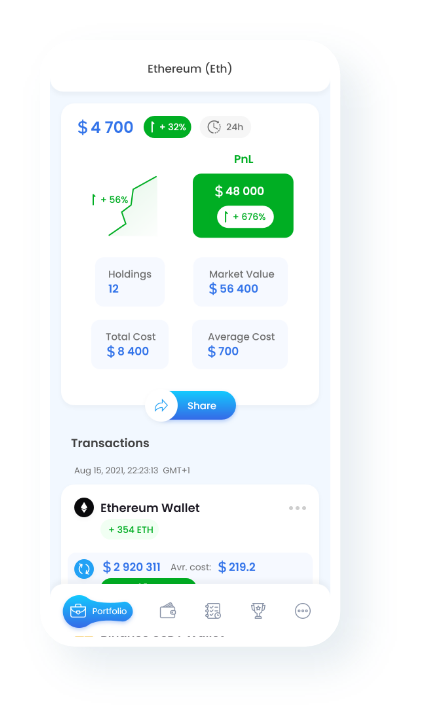 Ethereum (Eth)
$ 4 700
+ 32%
24h
PnL
+ 56%
$ 48 000
+ 676%
Holdings
12
Market Value
$ 56 400
Total Cost
$ 8 400
Average Cost
$ 700
Share
Transactions
Aug 15, 2021, 22:23:13 GMT+1
Ethereum Wallet
+ 354 ETH
$ 2 920 311 Avr. cost: $ 219.2
Portfolio